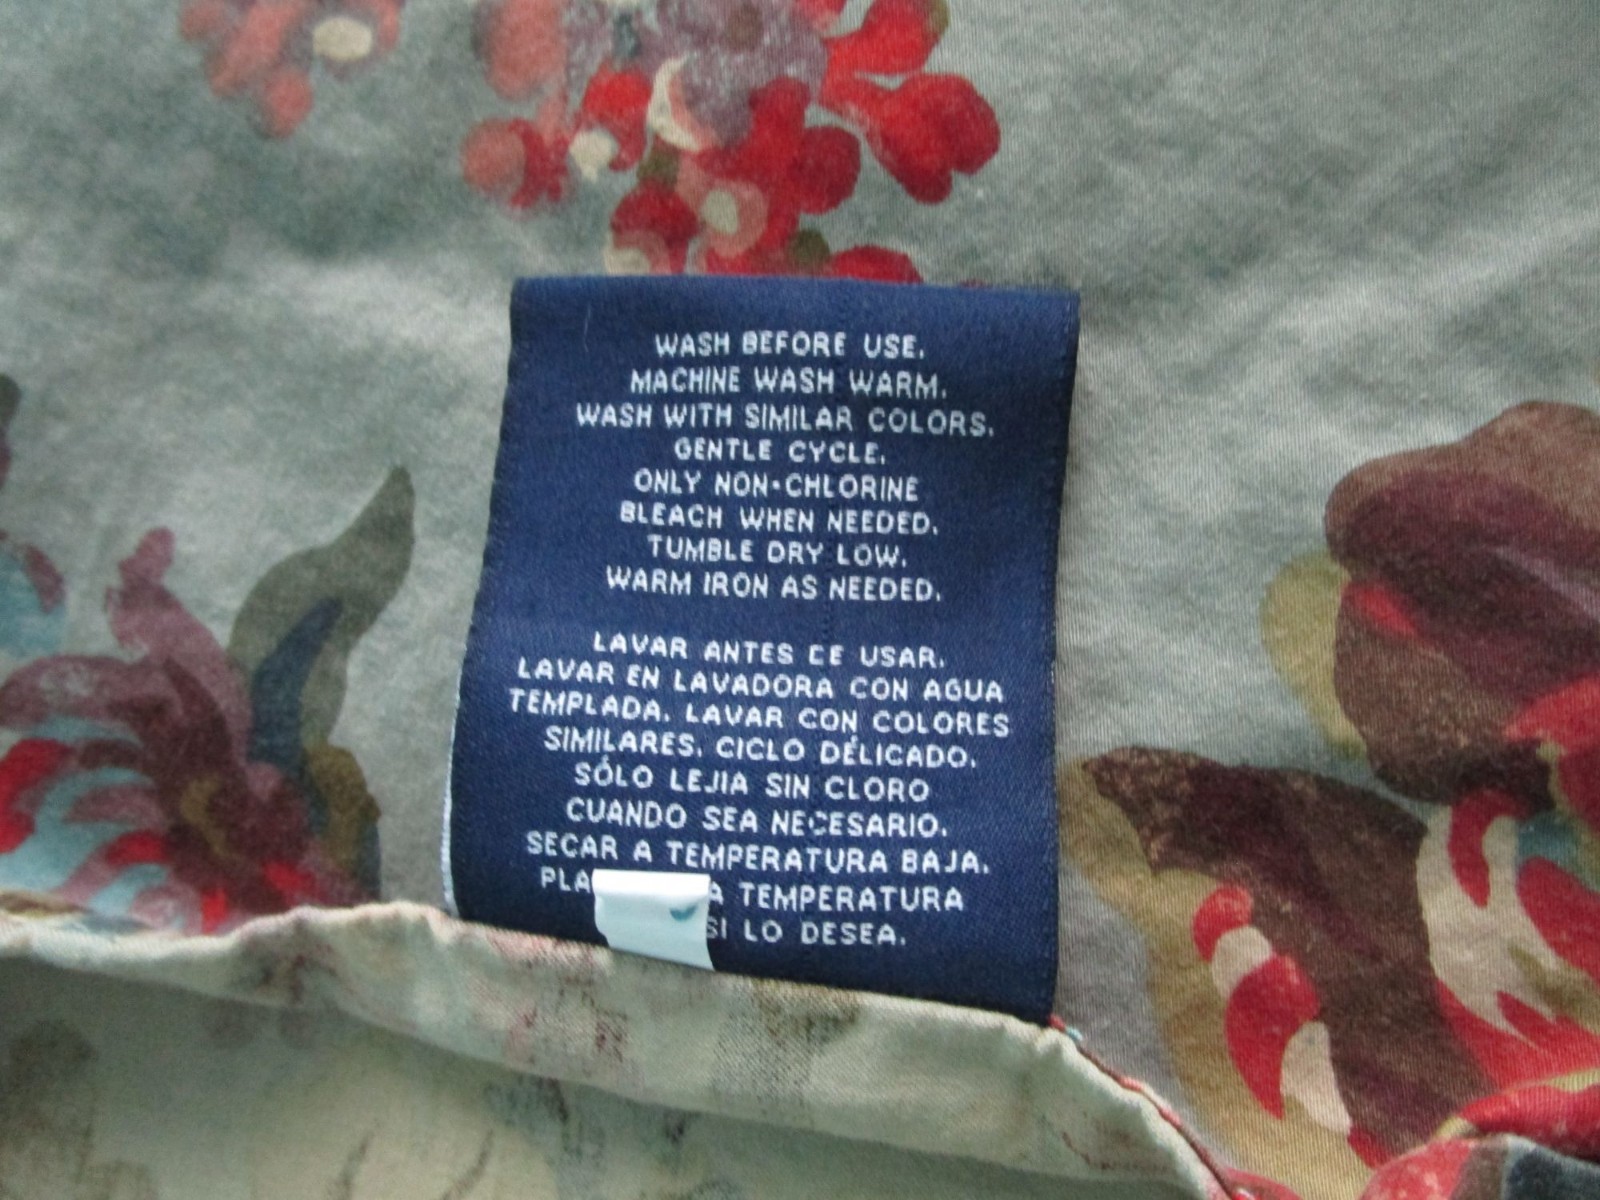 WASH BEFORE USE.
MACHINE WASH WARM.
WASH WITH SIMILAR COLORS.
GENTLE CYCLE.
ONLY NON-CHLORINE
BLEACH WHEN NEEDED.
TUMBLE DRY LOW.
WARM IRON AS NEEDED.
LAVAR ANTES DE USAR.
LAVAR EN LAVADORA CON AGUA
TEMPLADA. LAVAR CON COLORES
SIMILARES. CICLO DÉLICADO.
SÓLO LEJIA SIN CLORO
CUANDO SEA NECESARIO.
SECAR A TEMPERATURA BAJA.
A TEMPERATURA
SI LO DESEA.